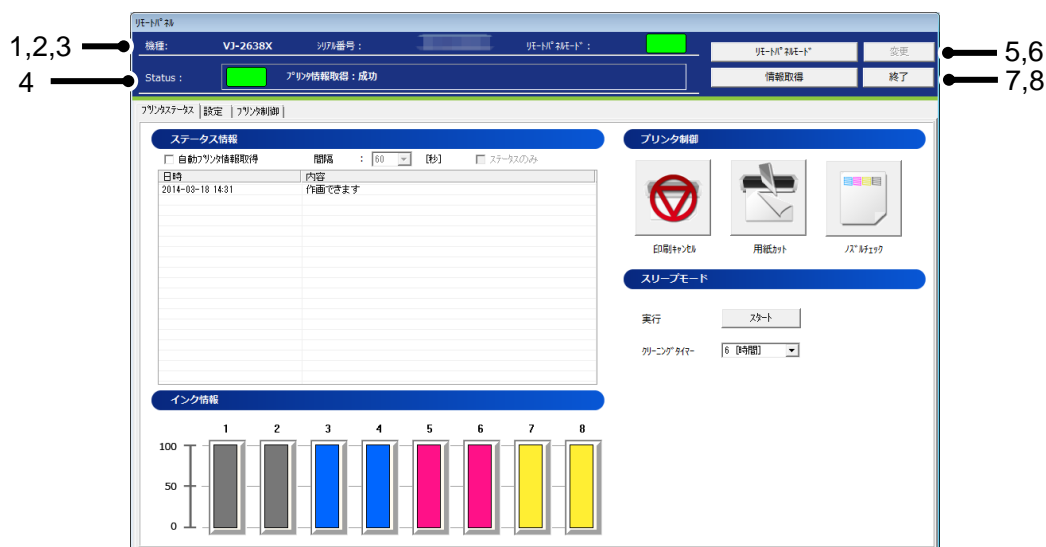 リモートパネル
1,2,3
機種: VJ-2638X シリアル番号: リモートパネルモード:
リモートパネルモード 変更
5,6
4
Status : プリンタ情報取得:成功
情報取得 終了
7,8
プリンタステータス 設定 プリンタ制御
ステータス情報
自動プリンタ情報取得 間隔 : 60 [秒] ステータスのみ
日時 内容
2014-03-18 14:31 作画できます
プリンタ制御
印刷キャンセル 用紙カット ノズルチェック
スリープモード
実行 スタート
クリーニングタイマー 6 [時間]
インク情報
1 2 3 4 5 6 7 8
100
50
0